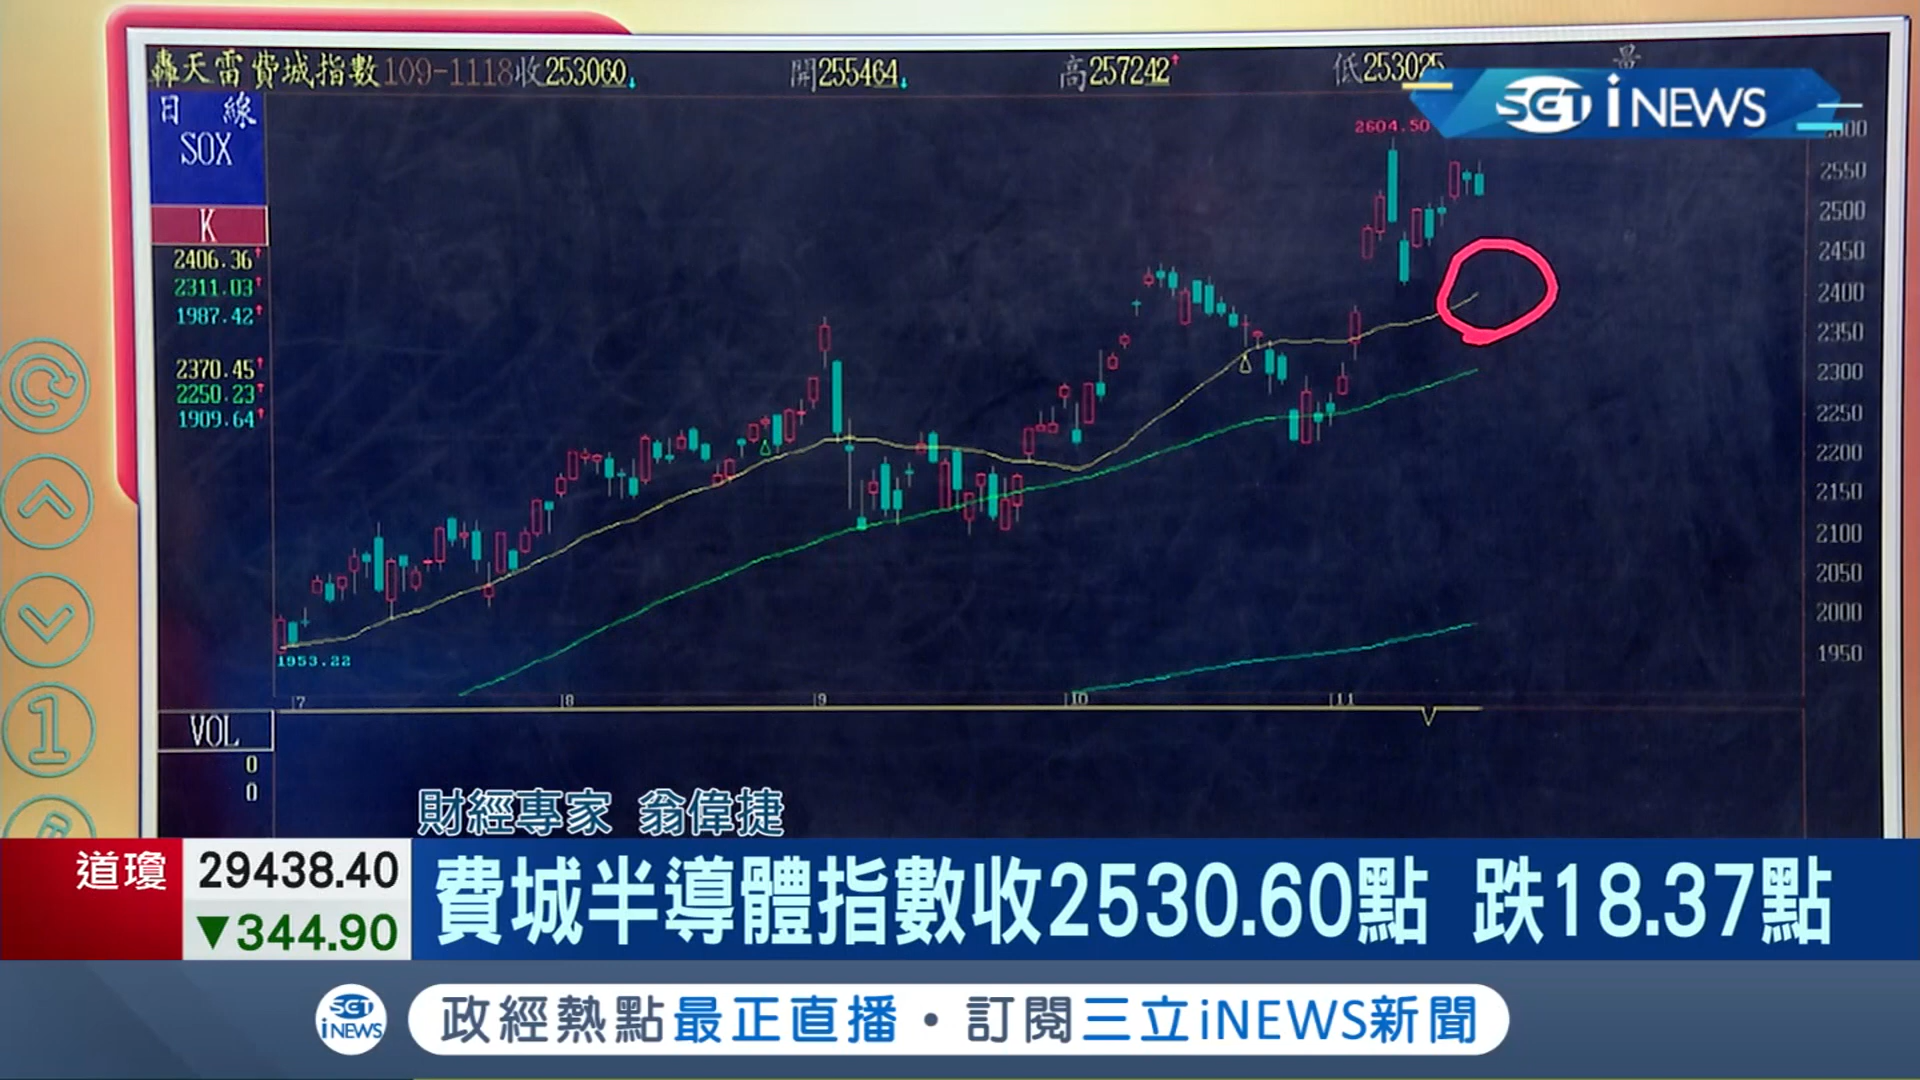 轟天雷 費城指數109-1118收253060↓ 開255464↓ 高257242↑ 低253025 量
SET iNEWS
日 線
SOX
K
2406.36↑
2311.03↑
1987.42↑
2370.45↑
2250.23↑
1909.64↑
2604.50
2600
2550
2500
2450
2400
2350
2300
2250
2200
2150
2100
2050
2000
1950
1953.22
7 8 9 10 11
VOL
0
0
1
財經專家 翁偉捷
道瓊 29438.40
▼344.90
費城半導體指數收2530.60點 跌18.37點
SET iNEWS
政經熱點最正直播・訂閱三立iNEWS新聞